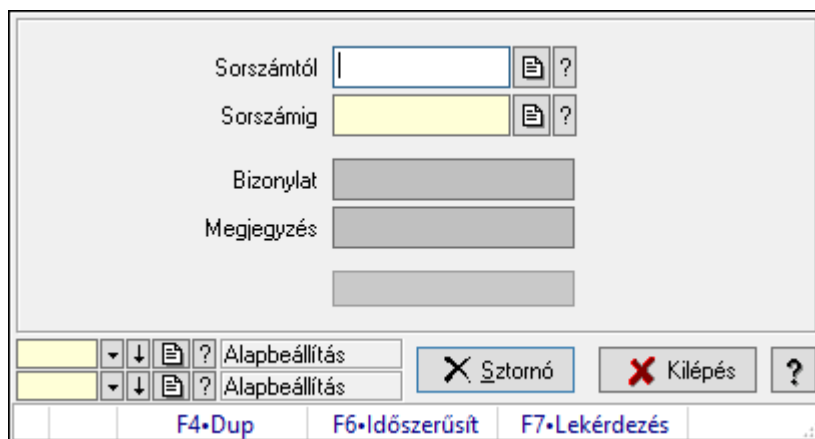 Sorszámtól ?
Sorszámig ?
Bizonylat
Megjegyzés
? Alapbeállítás
? Alapbeállítás
Sztornó
Kilépés
?
F4•Dup F6•Időszerűsít F7•Lekérdezés